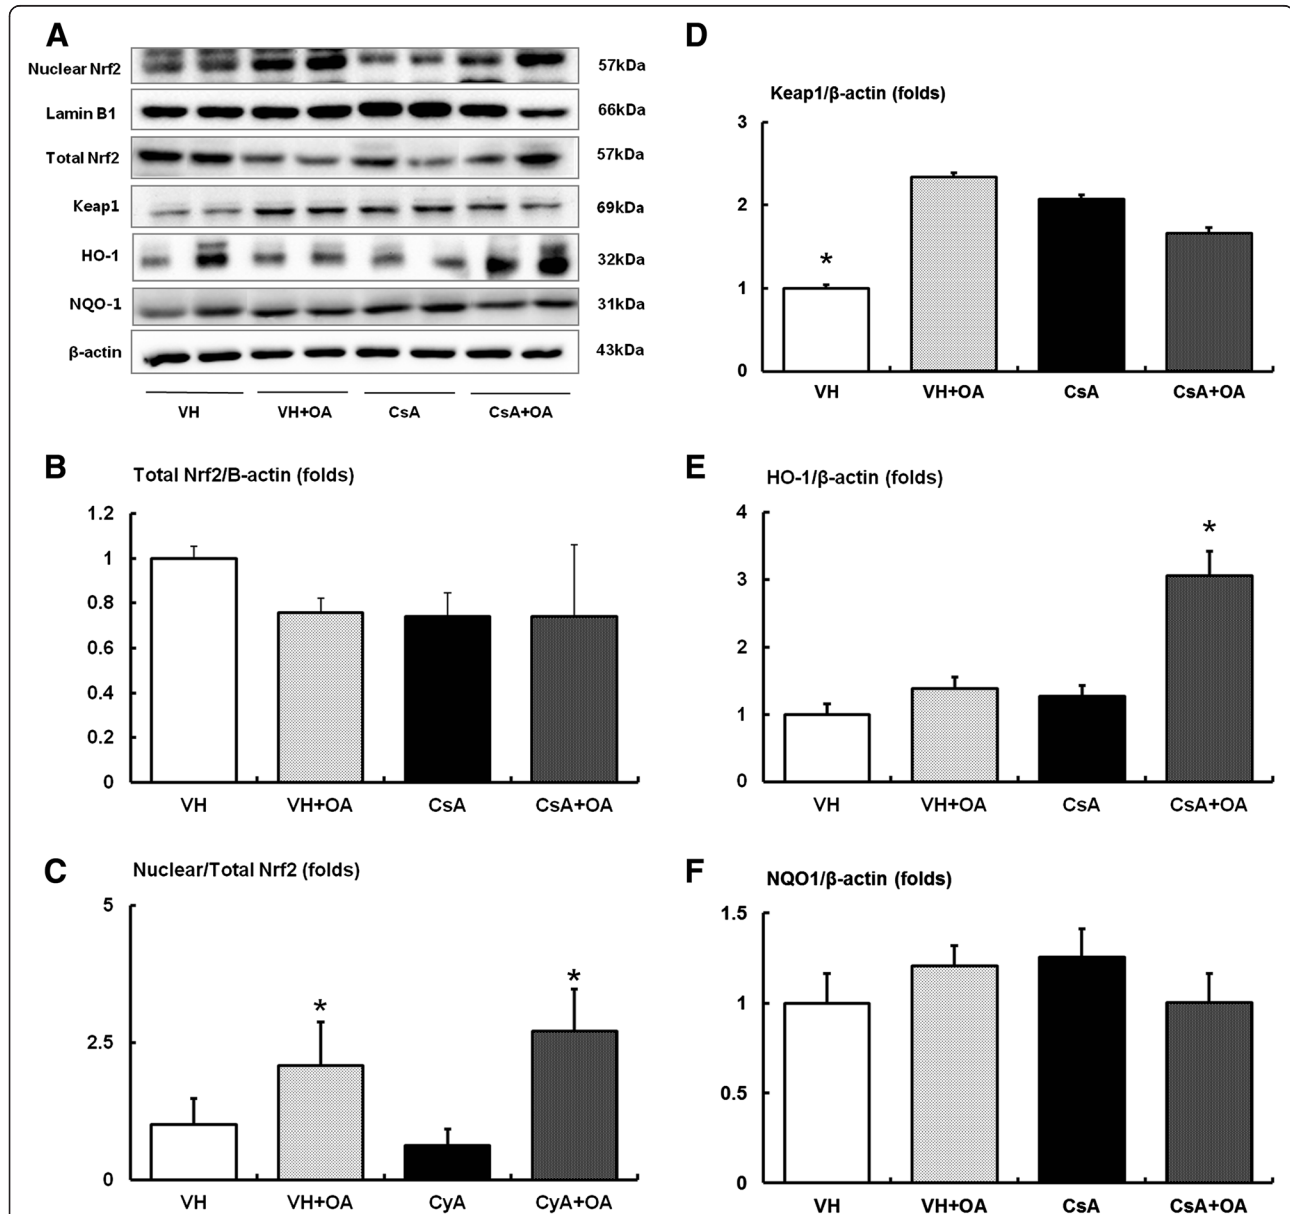 A
Nuclear Nrf2 57kDa
Lamin B1 66kDa
Total Nrf2 57kDa
Keap1 69kDa
HO-1 32kDa
NQO-1 31kDa
β-actin 43kDa
VH VH+OA CsA CsA+OA
B
Total Nrf2/B-actin (folds)
1.2
1
0.8
0.6
0.4
0.2
0
VH VH+OA CsA CsA+OA
C
Nuclear/Total Nrf2 (folds)
5
2.5
0
* *
VH VH+OA CyA CyA+OA
D
Keap1/β-actin (folds)
3
2
1
0
*
VH VH+OA CsA CsA+OA
E
HO-1/β-actin (folds)
4
3
2
1
0
*
VH VH+OA CsA CsA+OA
F
NQO1/β-actin (folds)
1.5
1
0.5
0
VH VH+OA CsA CsA+OA